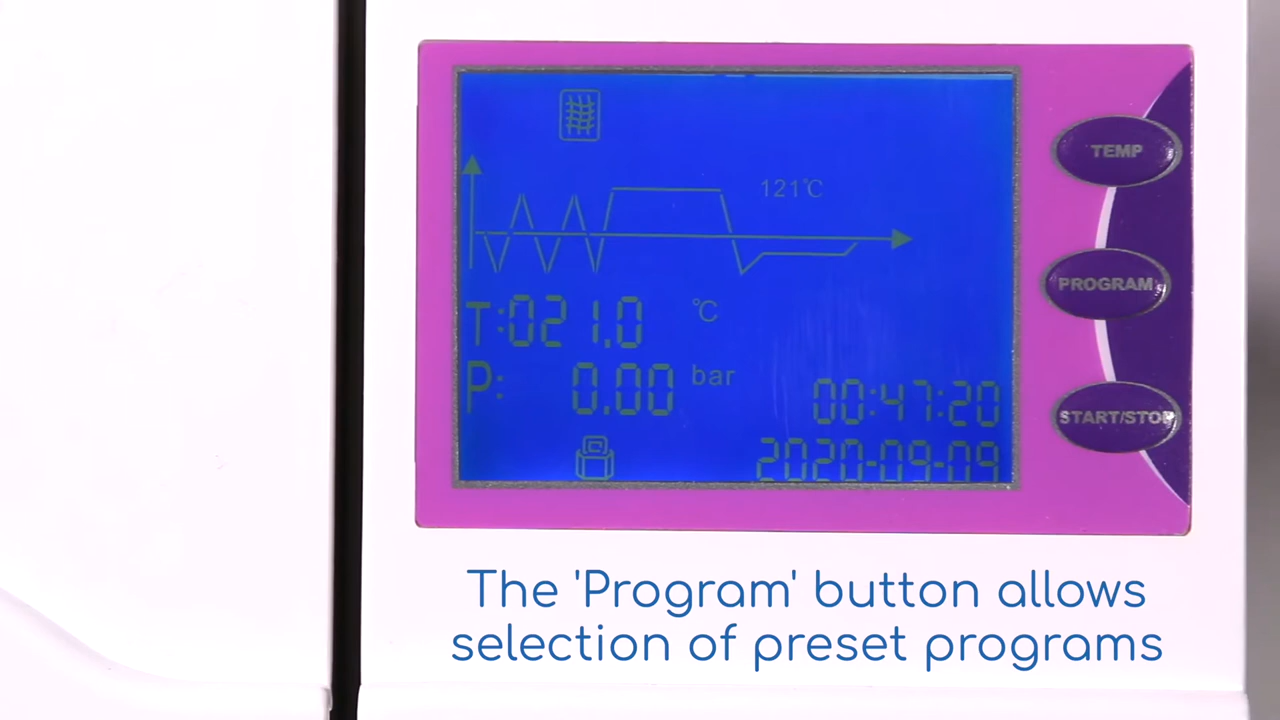 121℃
T:021.0 ℃
P: 0.00 bar
00:47:20
2020-09-09
TEMP
PROGRAM
START/STOP
The 'Program' button allows
selection of preset programs